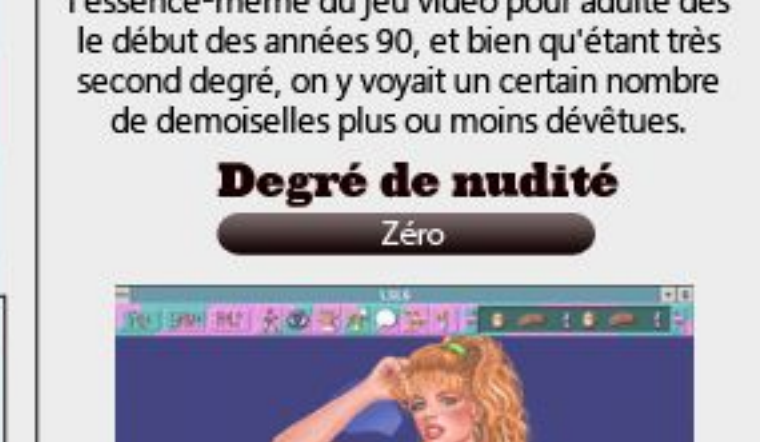 l'essence-même du jeu vidéo pour adulte dès
le début des années 90, et bien qu'étant très
second degré, on y voyait un certain nombre
de demoiselles plus ou moins dévêtues.
Degré de nudité
Zéro